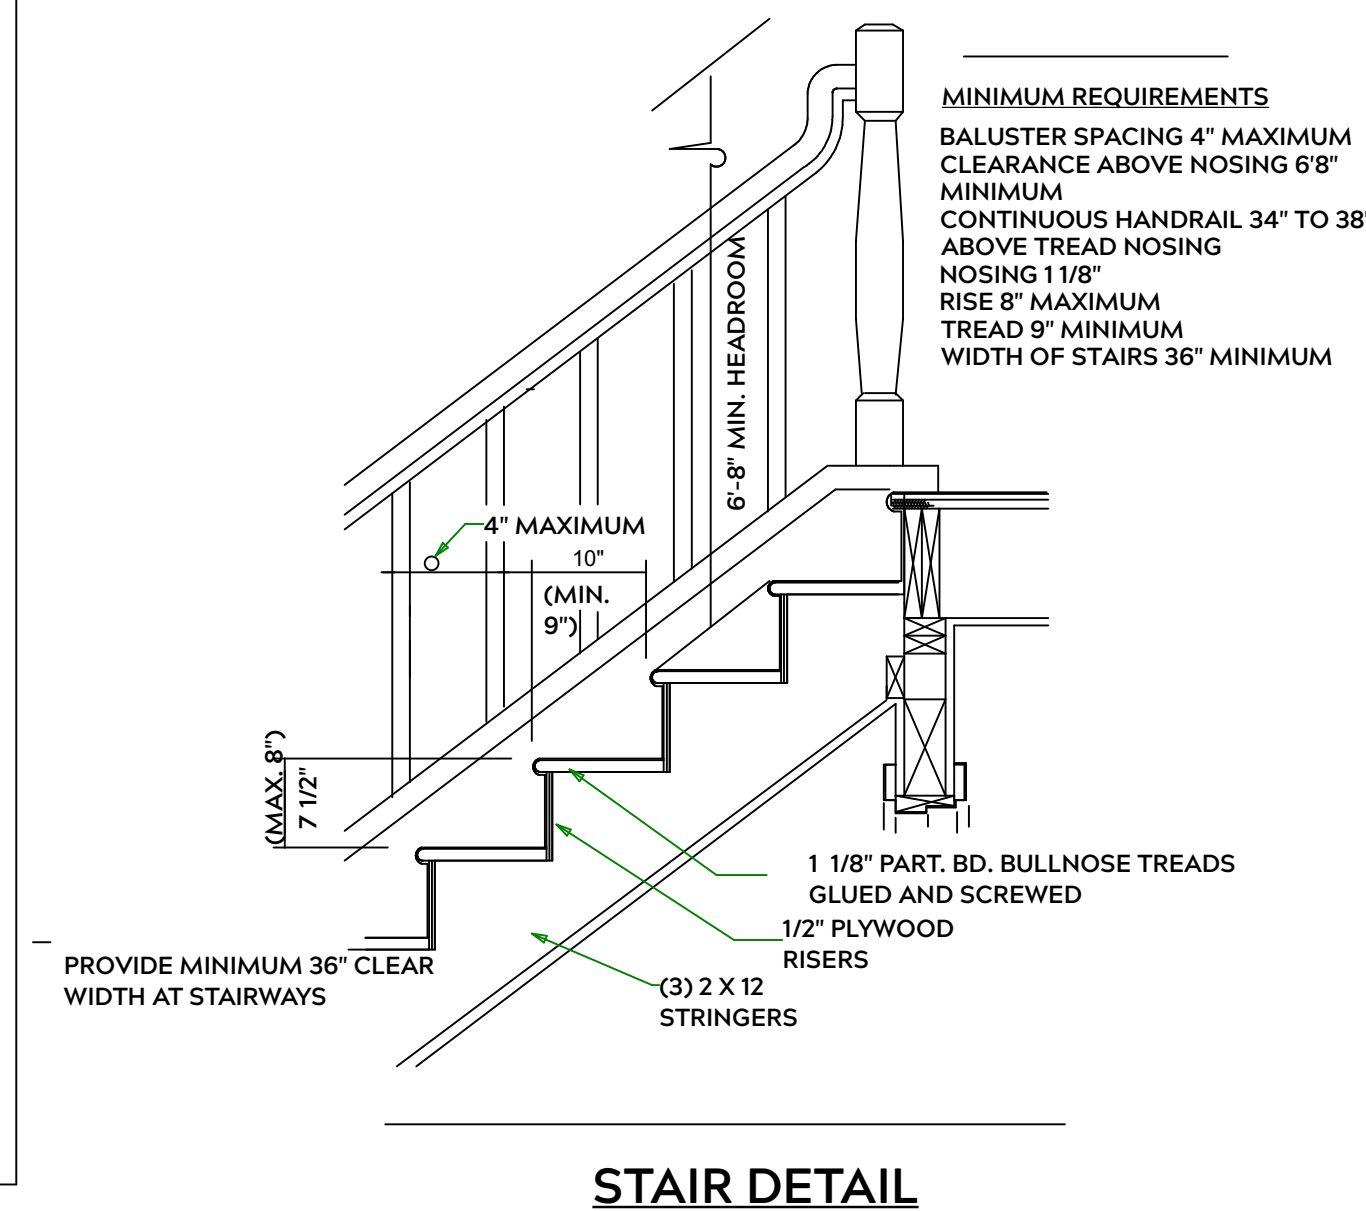 MINIMUM REQUIREMENTS
BALUSTER SPACING 4" MAXIMUM
CLEARANCE ABOVE NOSING 6'8"
MINIMUM
CONTINUOUS HANDRAIL 34" TO 38"
ABOVE TREAD NOSING
NOSING 1 1/8"
RISE 8" MAXIMUM
TREAD 9" MINIMUM
WIDTH OF STAIRS 36" MINIMUM
6'-8" MIN. HEADROOM
4" MAXIMUM
10"
(MIN.
9")
(MAX. 8")
7 1/2"
1 1/8" PART. BD. BULLNOSE TREADS
GLUED AND SCREWED
1/2" PLYWOOD
RISERS
PROVIDE MINIMUM 36" CLEAR
WIDTH AT STAIRWAYS
(3) 2 X 12
STRINGERS
STAIR DETAIL